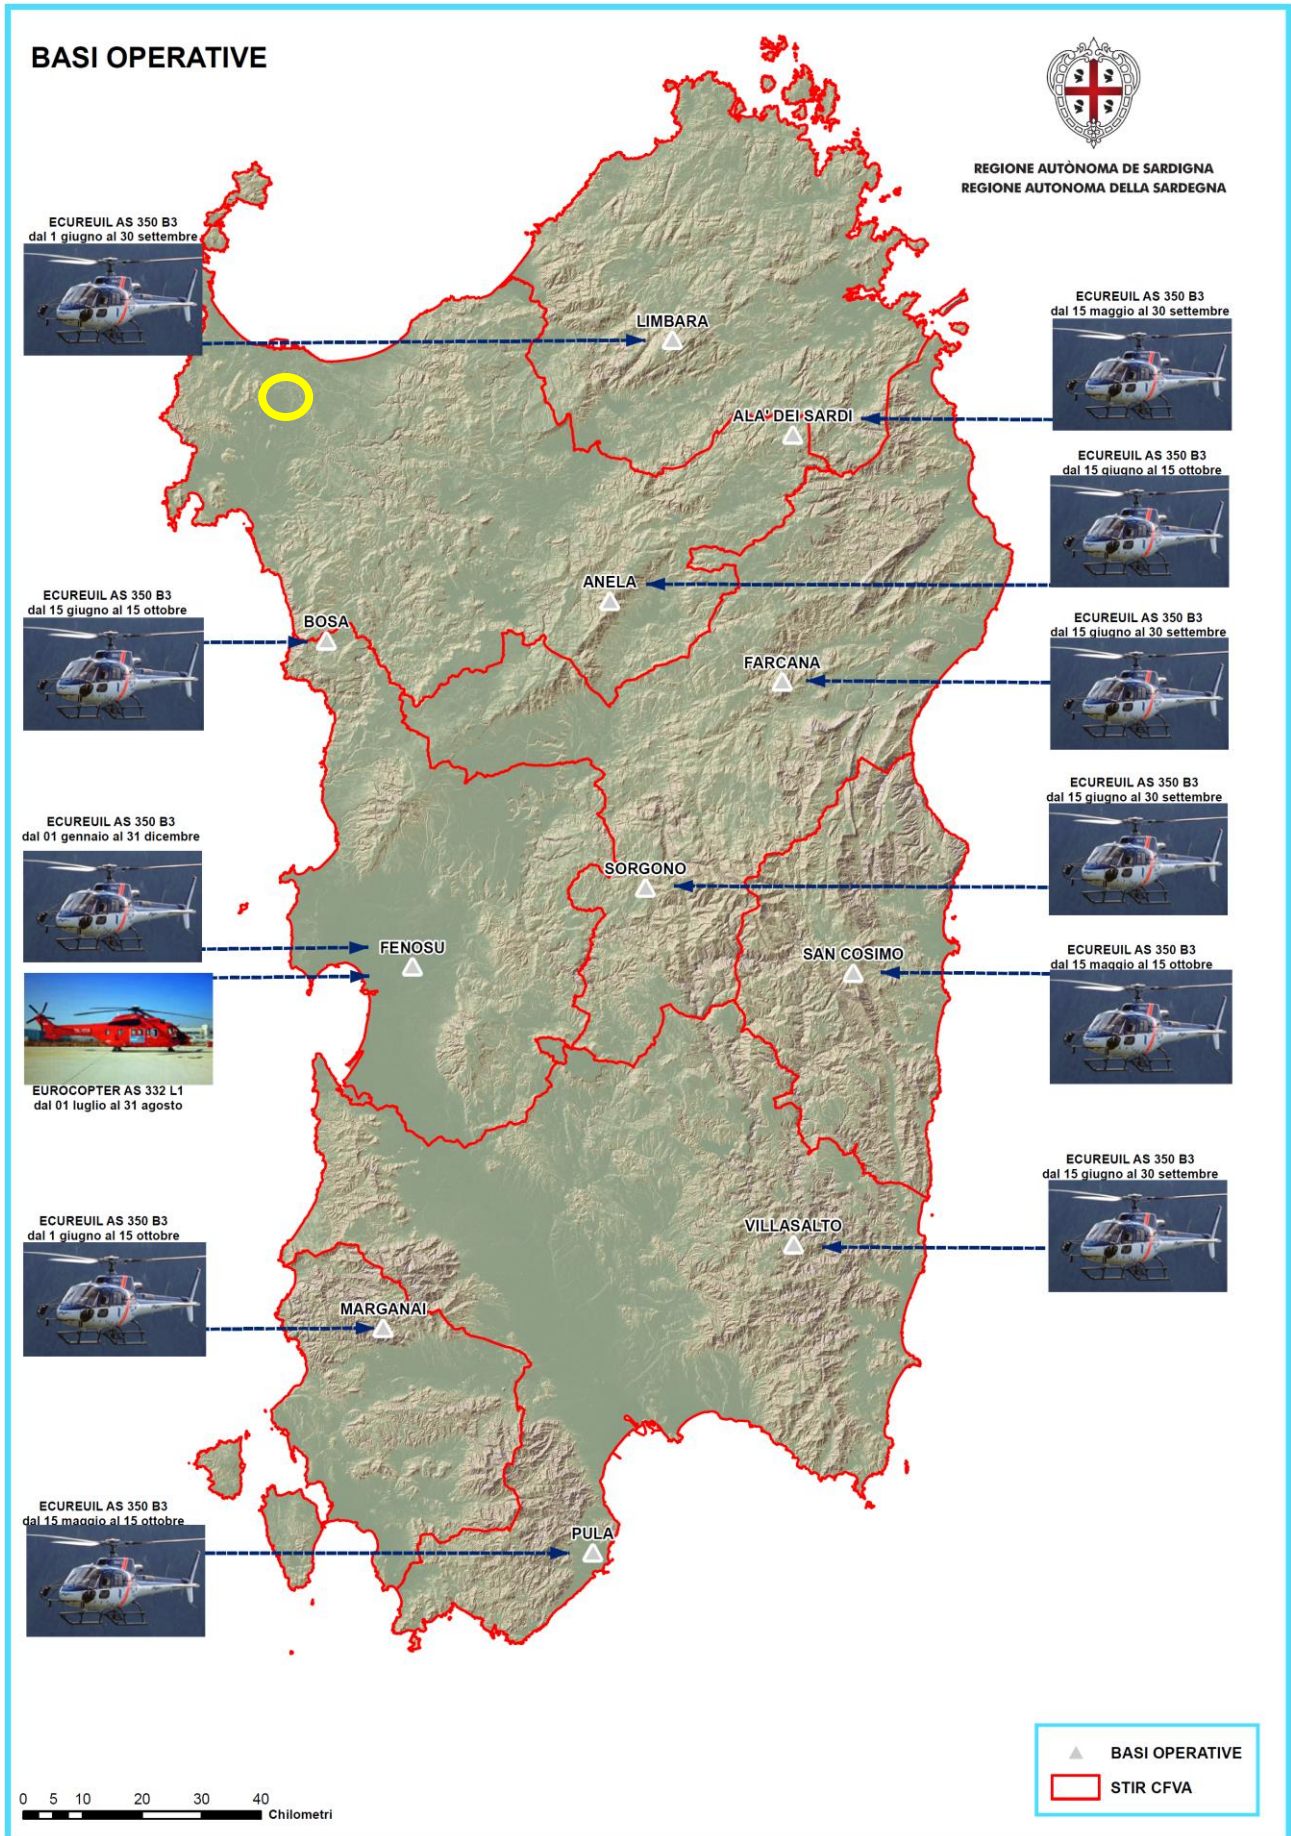 BASI OPERATIVE
REGIONE AUTÒNOMA DE SARDIGNA
REGIONE AUTONOMA DELLA SARDEGNA
ECUREUIL AS 350 B3
dal 1 giugno al 30 settembre
LIMBARA
ECUREUIL AS 350 B3
dal 15 maggio al 30 settembre
ALA' DEI SARDI
ECUREUIL AS 350 B3
dal 15 giugno al 15 ottobre
ANELA
ECUREUIL AS 350 B3
dal 15 giugno al 15 ottobre
BOSA
ECUREUIL AS 350 B3
dal 15 giugno al 30 settembre
FARCANA
ECUREUIL AS 350 B3
dal 15 giugno al 30 settembre
SORGONO
ECUREUIL AS 350 B3
dal 01 gennaio al 31 dicembre
FENOSU
EUROCOPTER AS 332 L1
dal 01 luglio al 31 agosto
ECUREUIL AS 350 B3
dal 15 maggio al 15 ottobre
SAN COSIMO
ECUREUIL AS 350 B3
dal 15 giugno al 30 settembre
VILLASALTO
ECUREUIL AS 350 B3
dal 1 giugno al 15 ottobre
MARGANAI
ECUREUIL AS 350 B3
dal 15 maggio al 15 ottobre
PULA
BASI OPERATIVE
STIR CFVA
0 5 10 20 30 40
Chilometri